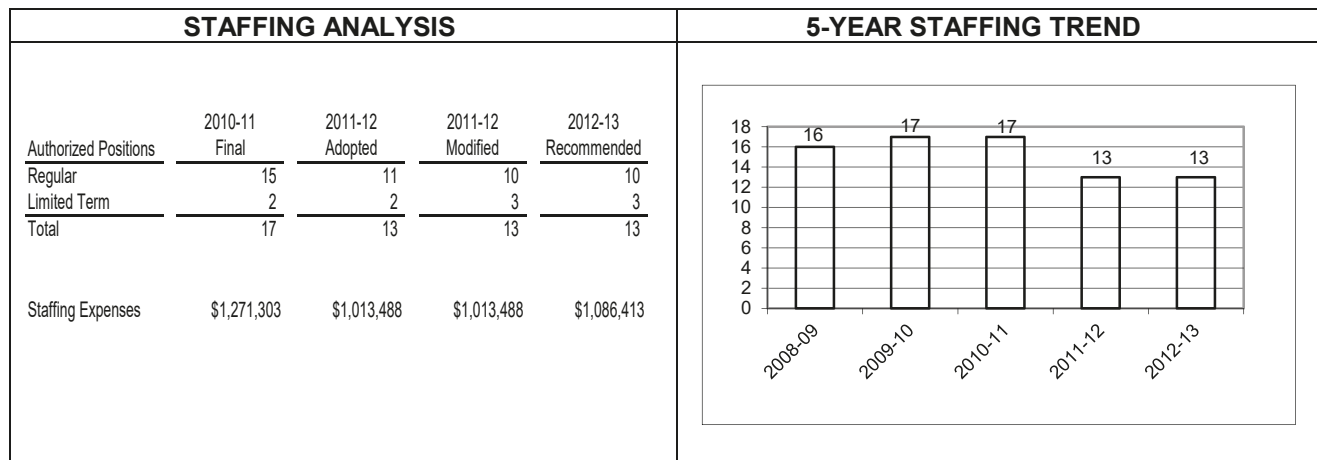 STAFFING ANALYSIS
2010-11 2011-12 2011-12 2012-13
Authorized Positions Final Adopted Modified Recommended
Regular 15 11 10 10
Limited Term 2 2 3 3
Total 17 13 13 13
Staffing Expenses $1,271,303 $1,013,488 $1,013,488 $1,086,413
5-YEAR STAFFING TREND
18
16
14
12
10
8
6
4
2
0
16 17 17 13 13
2008-09 2009-10 2010-11 2011-12 2012-13